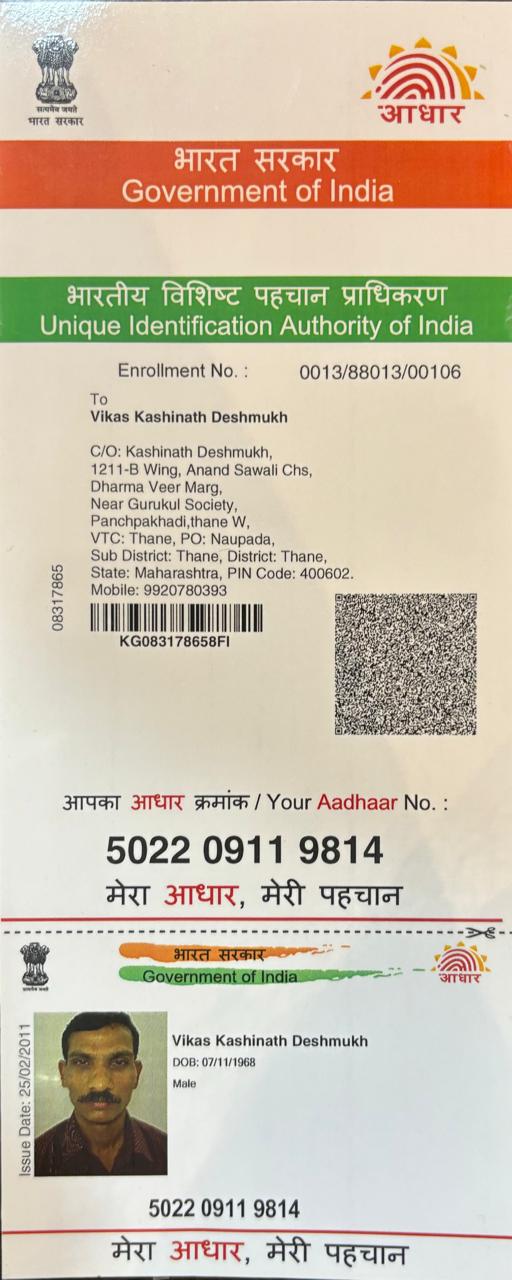 सत्यमेव जयते
भारत सरकार
आधार
भारत सरकार
Government of India
भारतीय विशिष्ट पहचान प्राधिकरण
Unique Identification Authority of India
Enrollment No. : 0013/88013/00106
To
Vikas Kashinath Deshmukh
C/O: Kashinath Deshmukh,
1211-B Wing, Anand Sawali Chs,
Dharma Veer Marg,
Near Gurukul Society,
Panchpakhadi,thane W,
VTC: Thane, PO: Naupada,
Sub District: Thane, District: Thane,
State: Maharashtra, PIN Code: 400602.
Mobile: 9920780393
08317865
KG083178658FI
आपका आधार क्रमांक / Your Aadhaar No. :
5022 0911 9814
मेरा आधार, मेरी पहचान
भारत सरकार
Government of India
आधार
Issue Date: 25/02/2011
Vikas Kashinath Deshmukh
DOB: 07/11/1968
Male
5022 0911 9814
मेरा आधार, मेरी पहचान